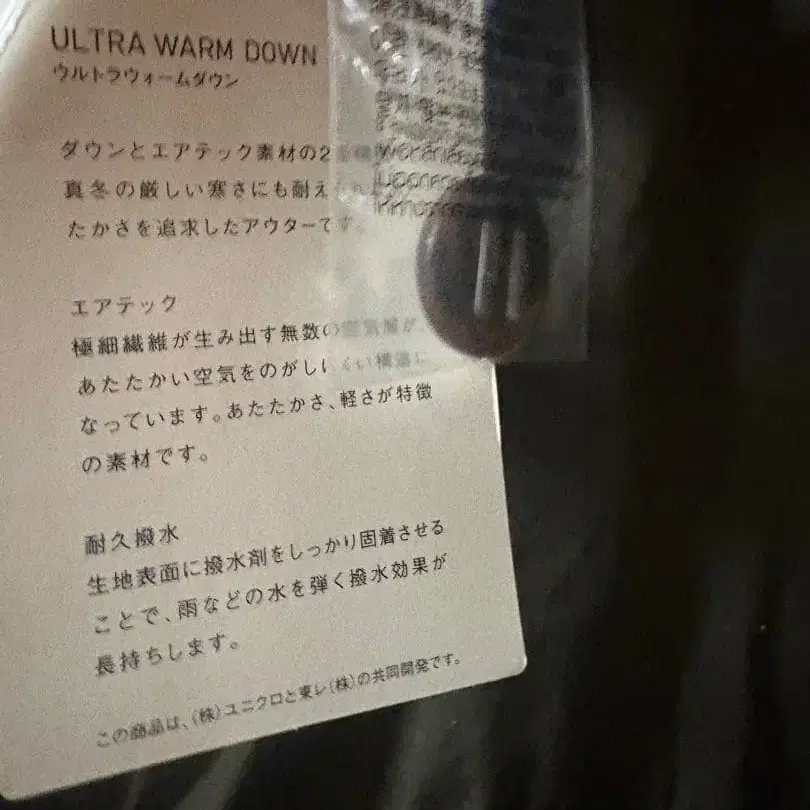 ULTRA WARM DOWN
ウルトラウォームダウン
ダウンとエアテック素材の2
真冬の厳しい寒さにも耐え
たかさを追求したアウターです。
エアテック
極細繊維が生み出す無数の空気層が、
あたたかい空気をのがしにくい構造に
なっています。あたたかさ、軽さが特徴
の素材です。
耐久撥水
生地表面に撥水剤をしっかり固着させる
ことで、雨などの水を弾く撥水効果が
長持ちします。
この商品は、(株)ユニクロと東レ(株)の共同開発です。